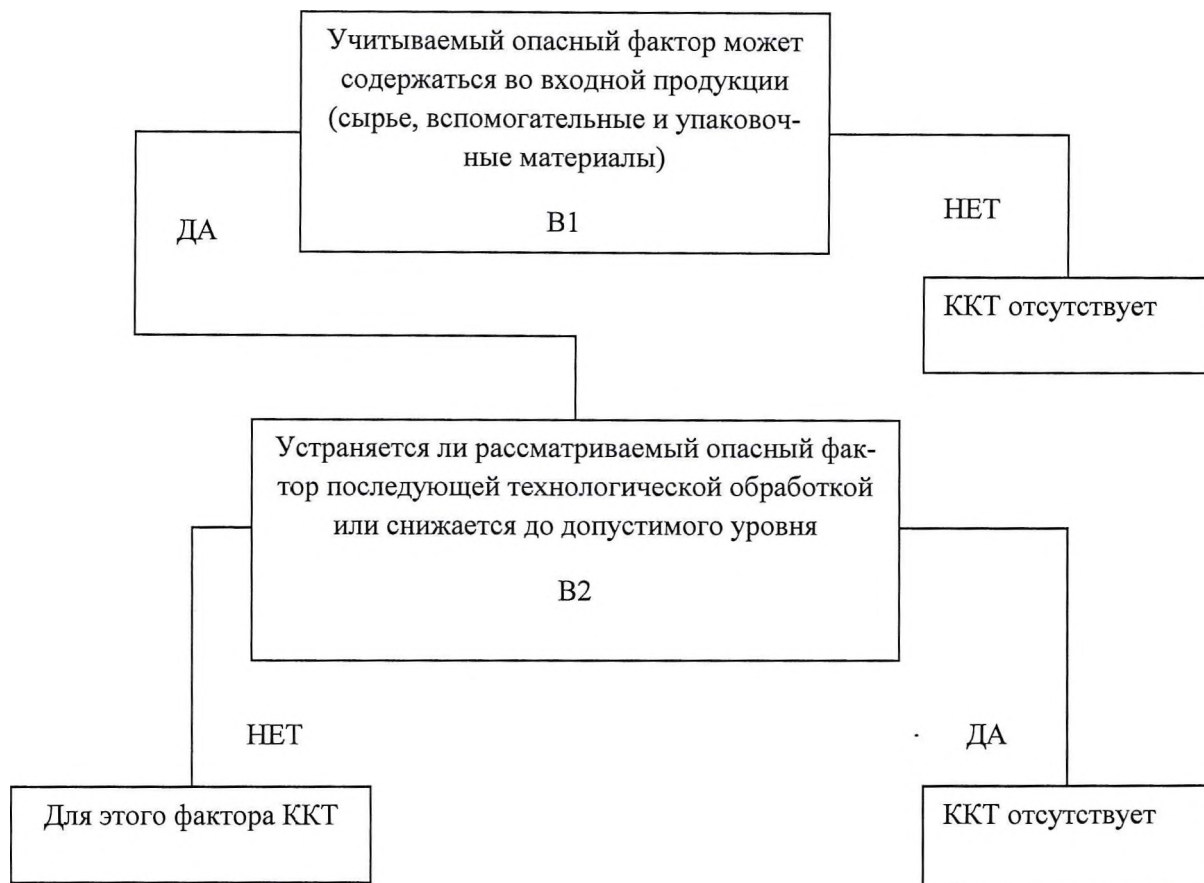 Учитываемый опасный фактор может
содержаться во входной продукции
(сырье, вспомогательные и упаковоч-
ные материалы)
В1
ДА
НЕТ
ККТ отсутствует
Устраняется ли рассматриваемый опасный фак-
тор последующей технологической обработкой
или снижается до допустимого уровня
В2
НЕТ
ДА
Для этого фактора ККТ
ККТ отсутствует